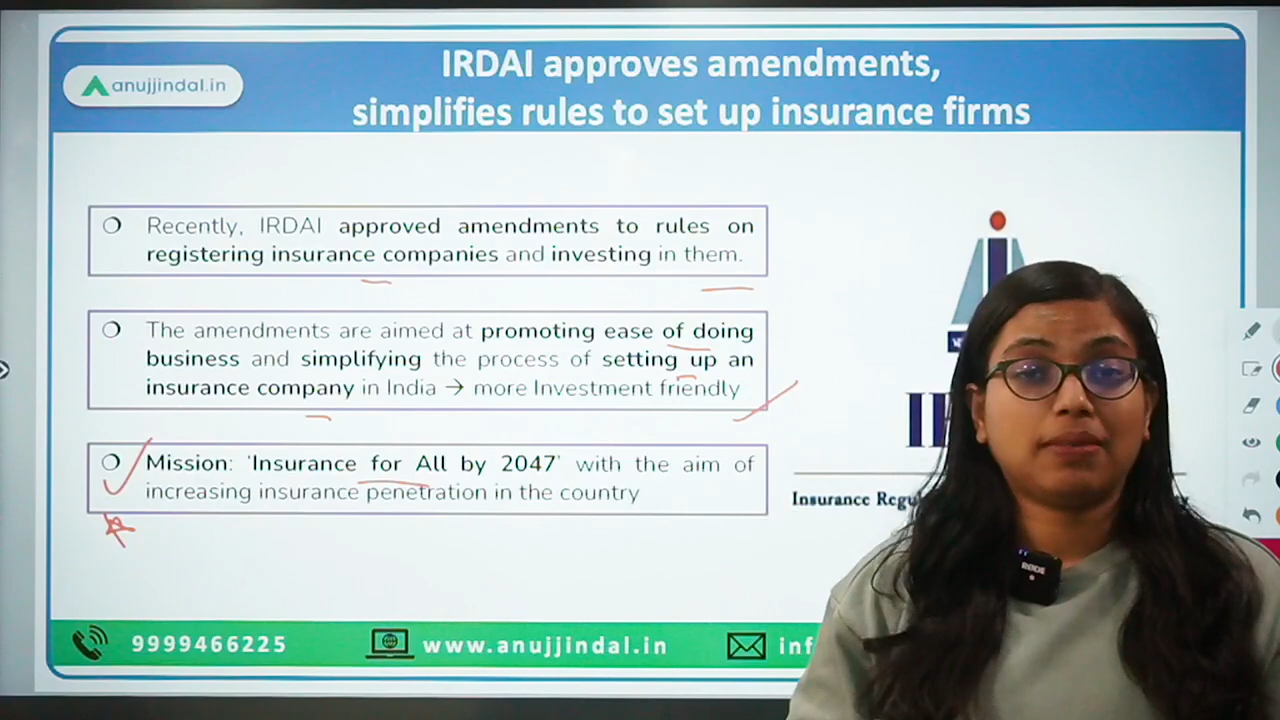 anujjindal.in
IRDAI approves amendments,
simplifies rules to set up insurance firms
Recently, IRDAI approved amendments to rules on
registering insurance companies and investing in them.
The amendments are aimed at promoting ease of doing
business and simplifying the process of setting up an
insurance company in India → more Investment friendly
Mission: 'Insurance for All by 2047' with the aim of
increasing insurance penetration in the country
Insurance
RØDE
9999466225
www.anujjindal.in